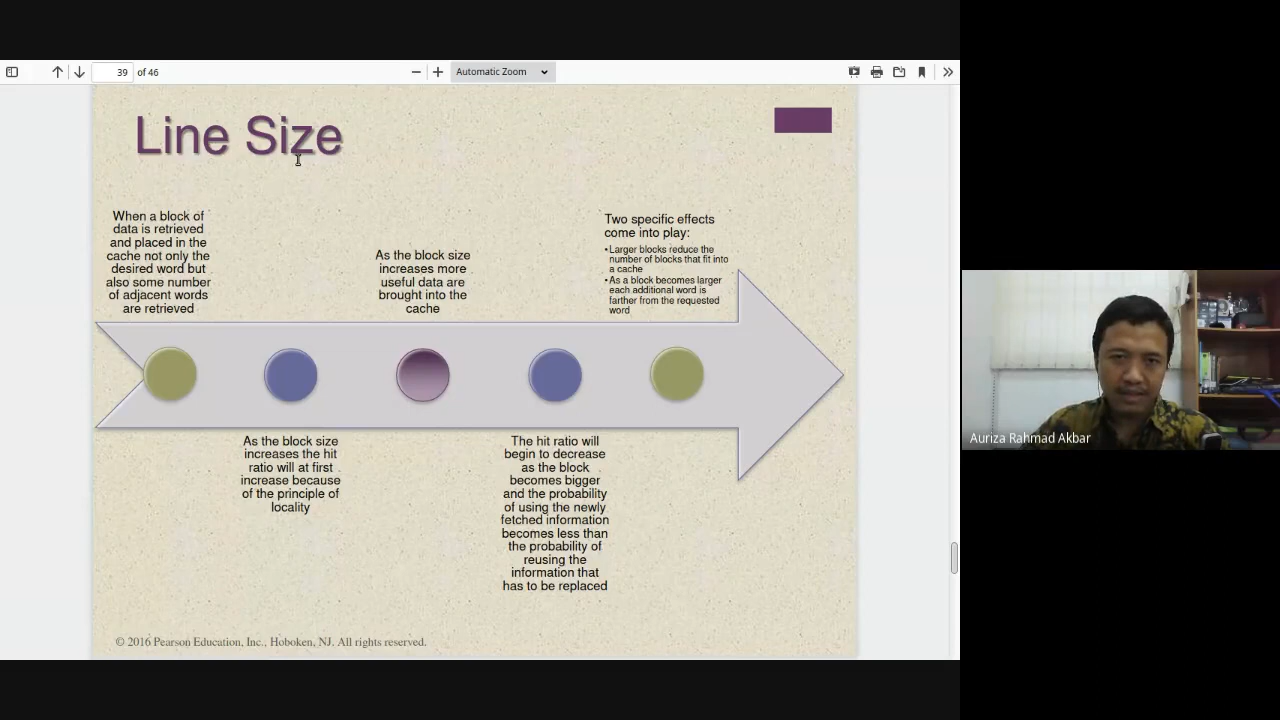 39 of 46
Automatic Zoom
Line Size
When a block of
data is retrieved
and placed in the
cache not only the
desired word but
also some number
of adjacent words
are retrieved
As the block size
increases the hit
ratio will at first
increase because
of the principle of
locality
As the block size
increases more
useful data are
brought into the
cache
The hit ratio will
begin to decrease
as the block
becomes bigger
and the probability
of using the newly
fetched information
becomes less than
the probability of
reusing the
information that
has to be replaced
Two specific effects
come into play:
•Larger blocks reduce the
number of blocks that fit into
a cache
•As a block becomes larger
each additional word is
farther from the requested
word
© 2016 Pearson Education, Inc., Hoboken, NJ. All rights reserved.
Auriza Rahmad Akbar